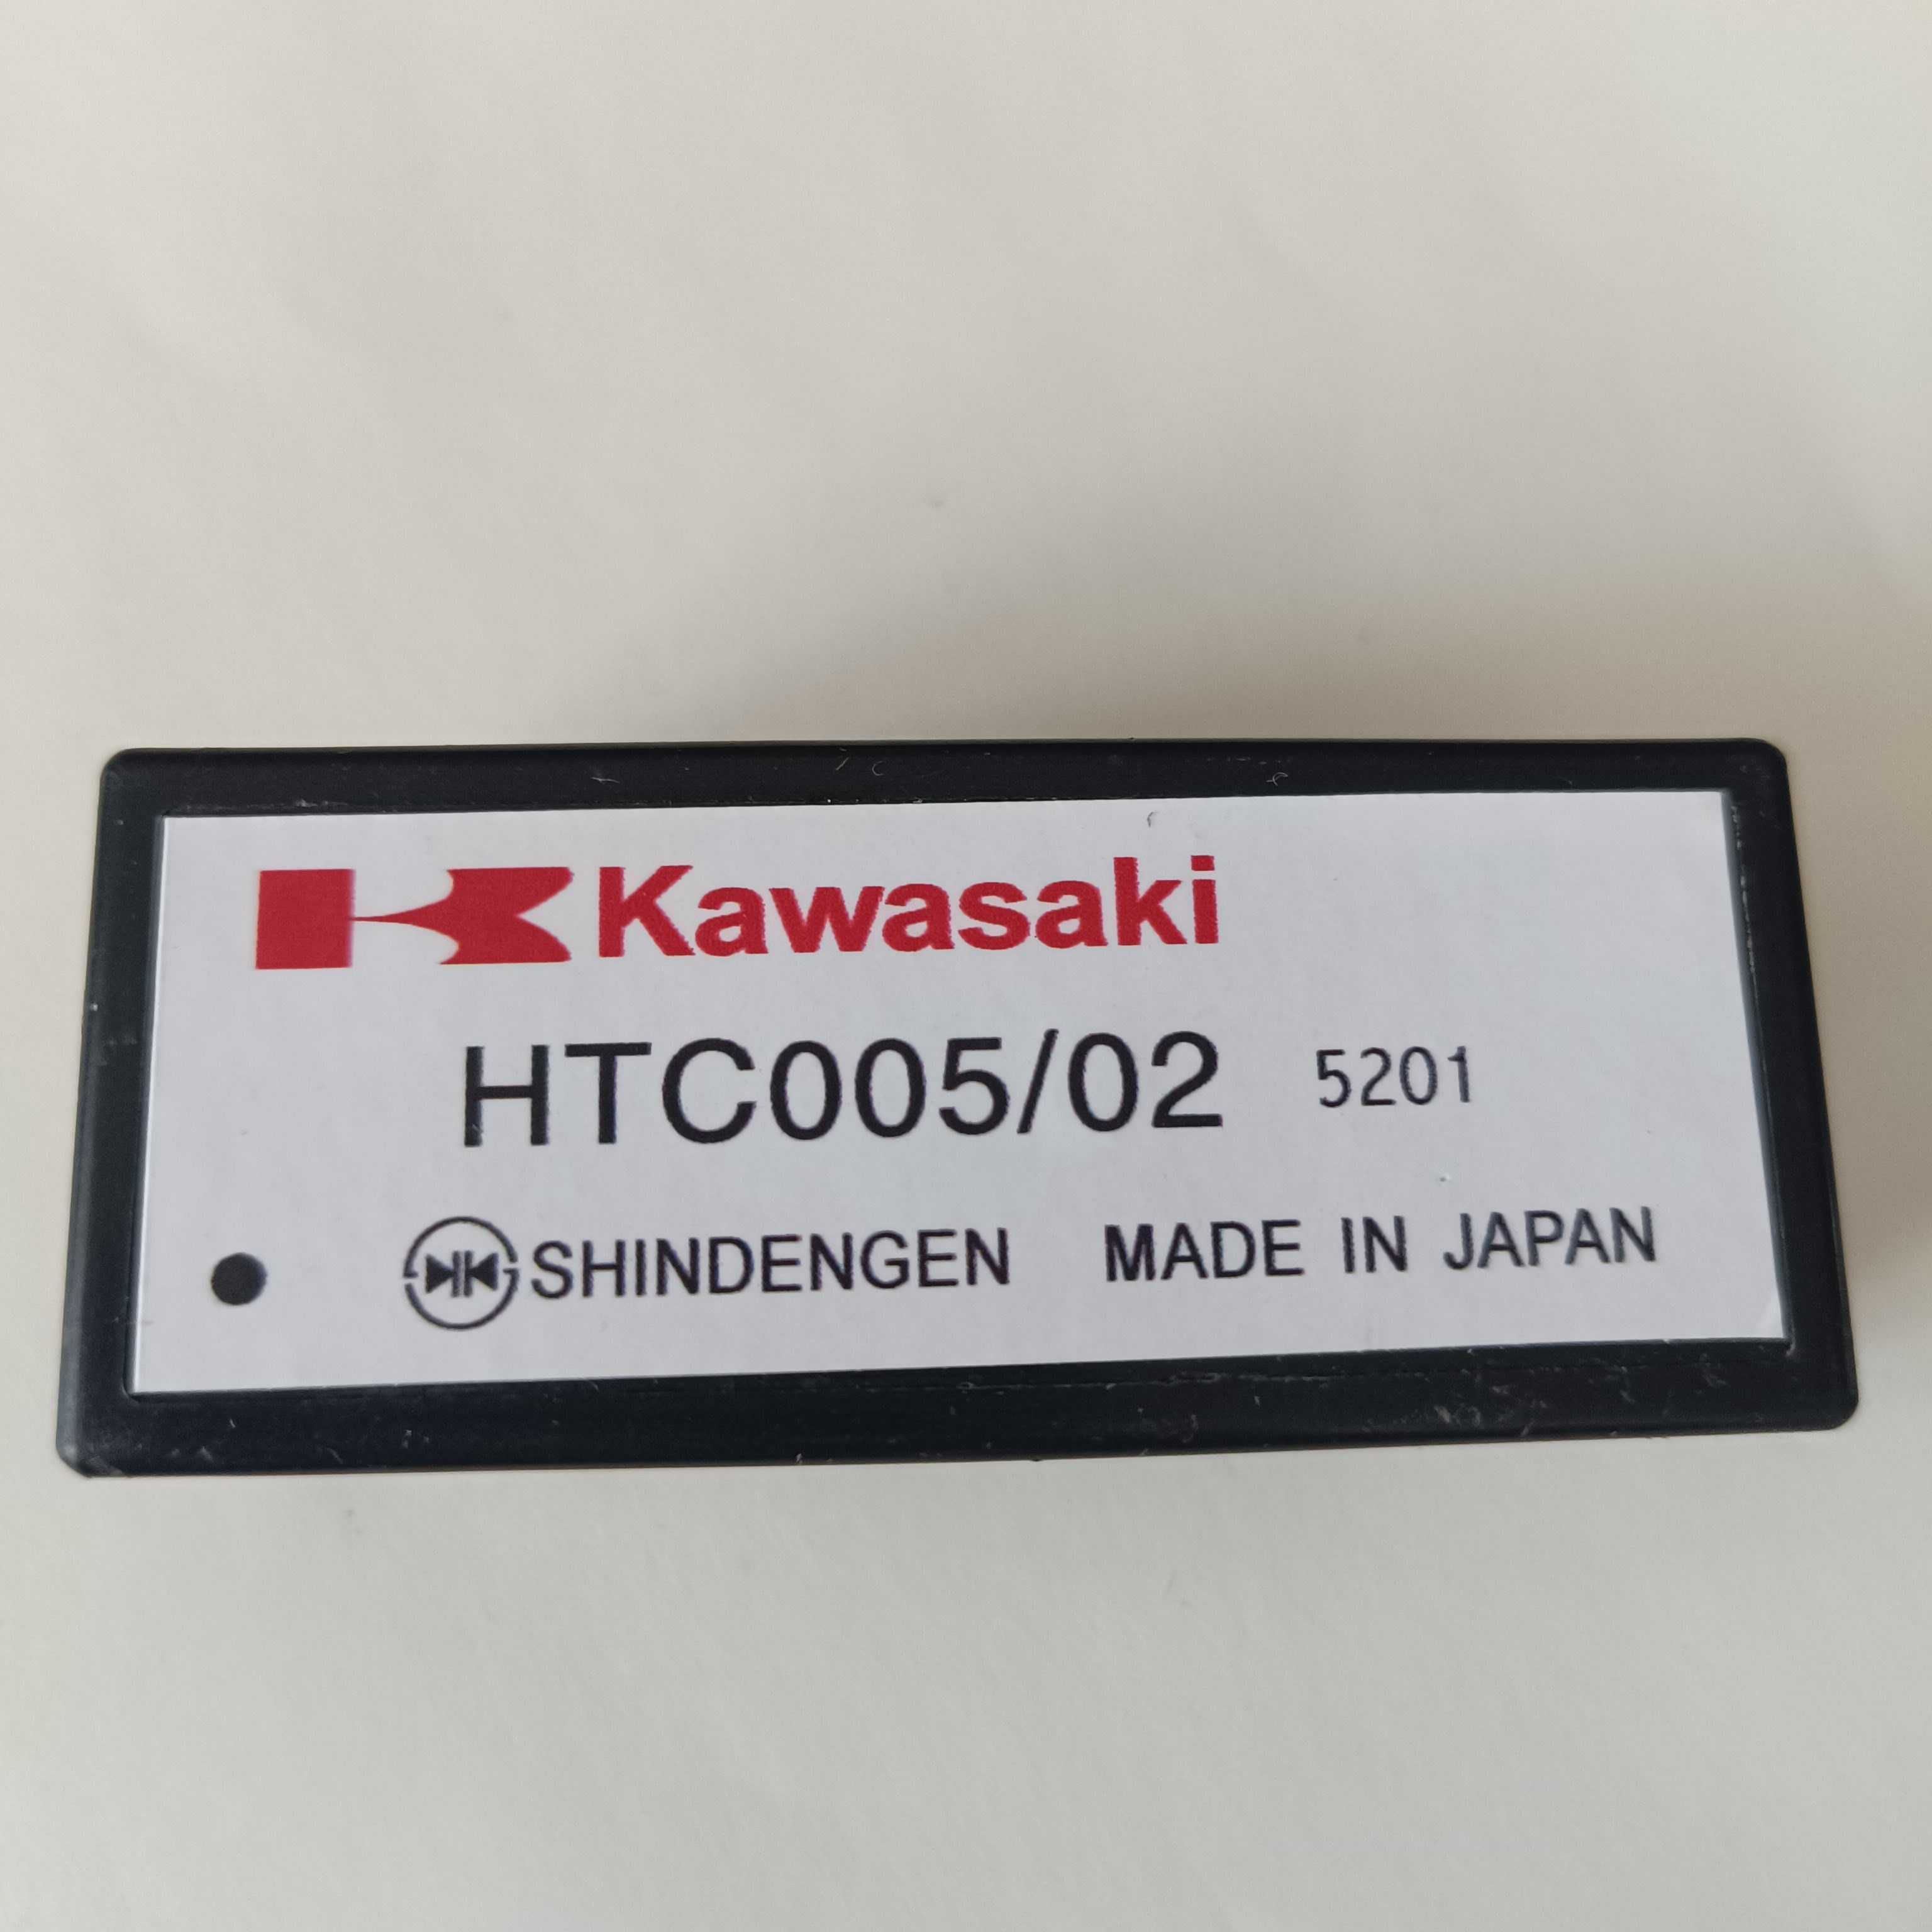 Kawasaki
HTC005/02 5201
SHINDENGEN MADE IN JAPAN